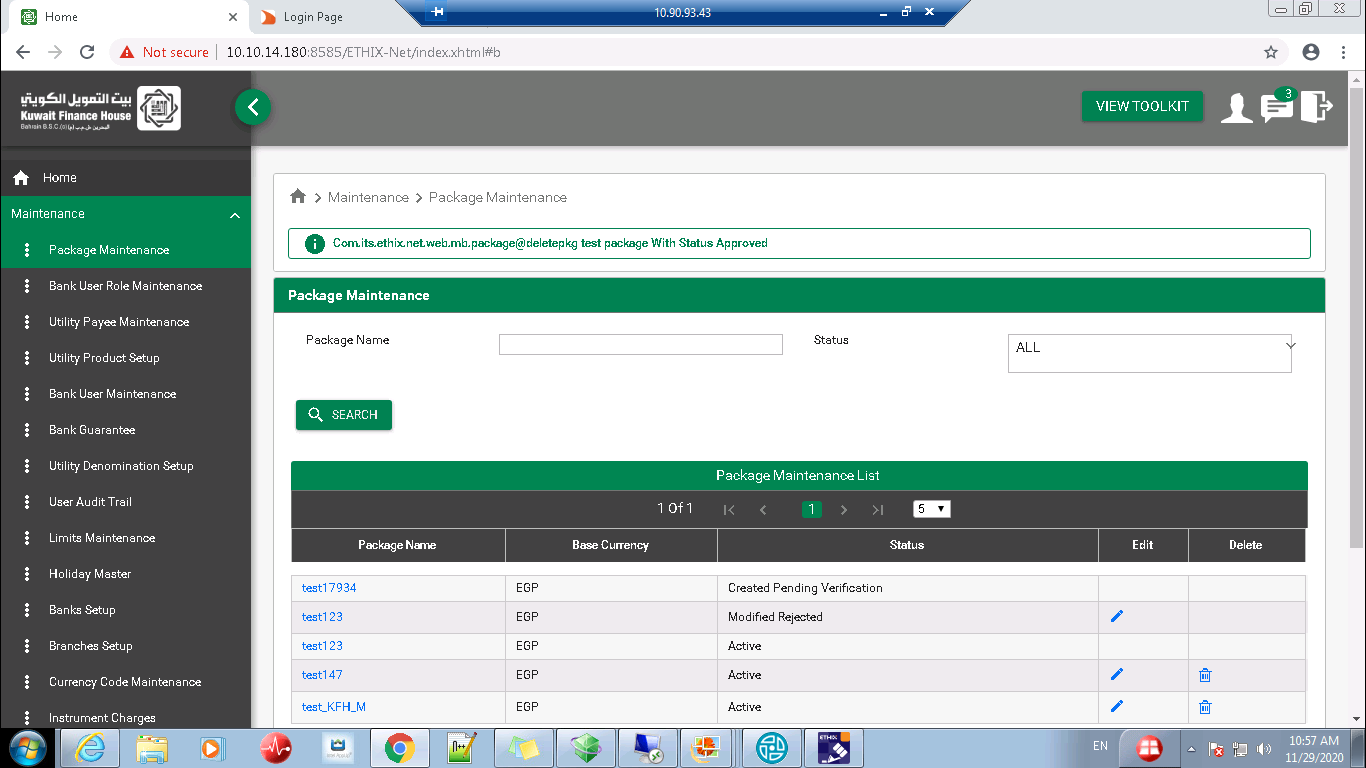 Home
Login Page
10.90.93.43
Not secure
10.10.14.180:8585/ETHIX-Net/index.xhtml#b
بيت التمويل الكويتي
Kuwait Finance House
VIEW TOOLKIT
3
Home
Maintenance
Package Maintenance
Bank User Role Maintenance
Utility Payee Maintenance
Utility Product Setup
Bank User Maintenance
Bank Guarantee
Utility Denomination Setup
User Audit Trail
Limits Maintenance
Holiday Master
Banks Setup
Branches Setup
Currency Code Maintenance
Instrument Charges
Maintenance
Package Maintenance
Com.its.ethix.net.web.mb.package@deletepkg test package With Status Approved
Package Maintenance
Package Name
Status
ALL
SEARCH
Package Maintenance List
1 Of 1
1
5
Package Name Base Currency Status Edit Delete
test17934 EGP Created Pending Verification
test123 EGP Modified Rejected
test123 EGP Active
test147 EGP Active
test_KFH_M EGP Active
ETHIX
EN
10:57 AM
11/29/2020